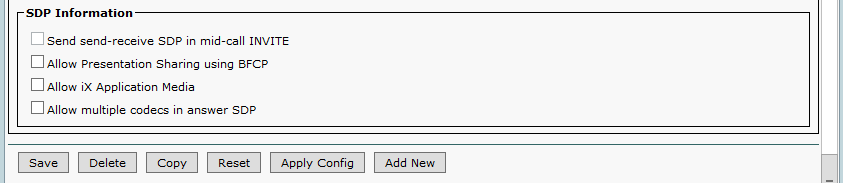 SDP Information
Send send-receive SDP in mid-call INVITE
Allow Presentation Sharing using BFCP
Allow iX Application Media
Allow multiple codecs in answer SDP
Save Delete Copy Reset Apply Config Add New